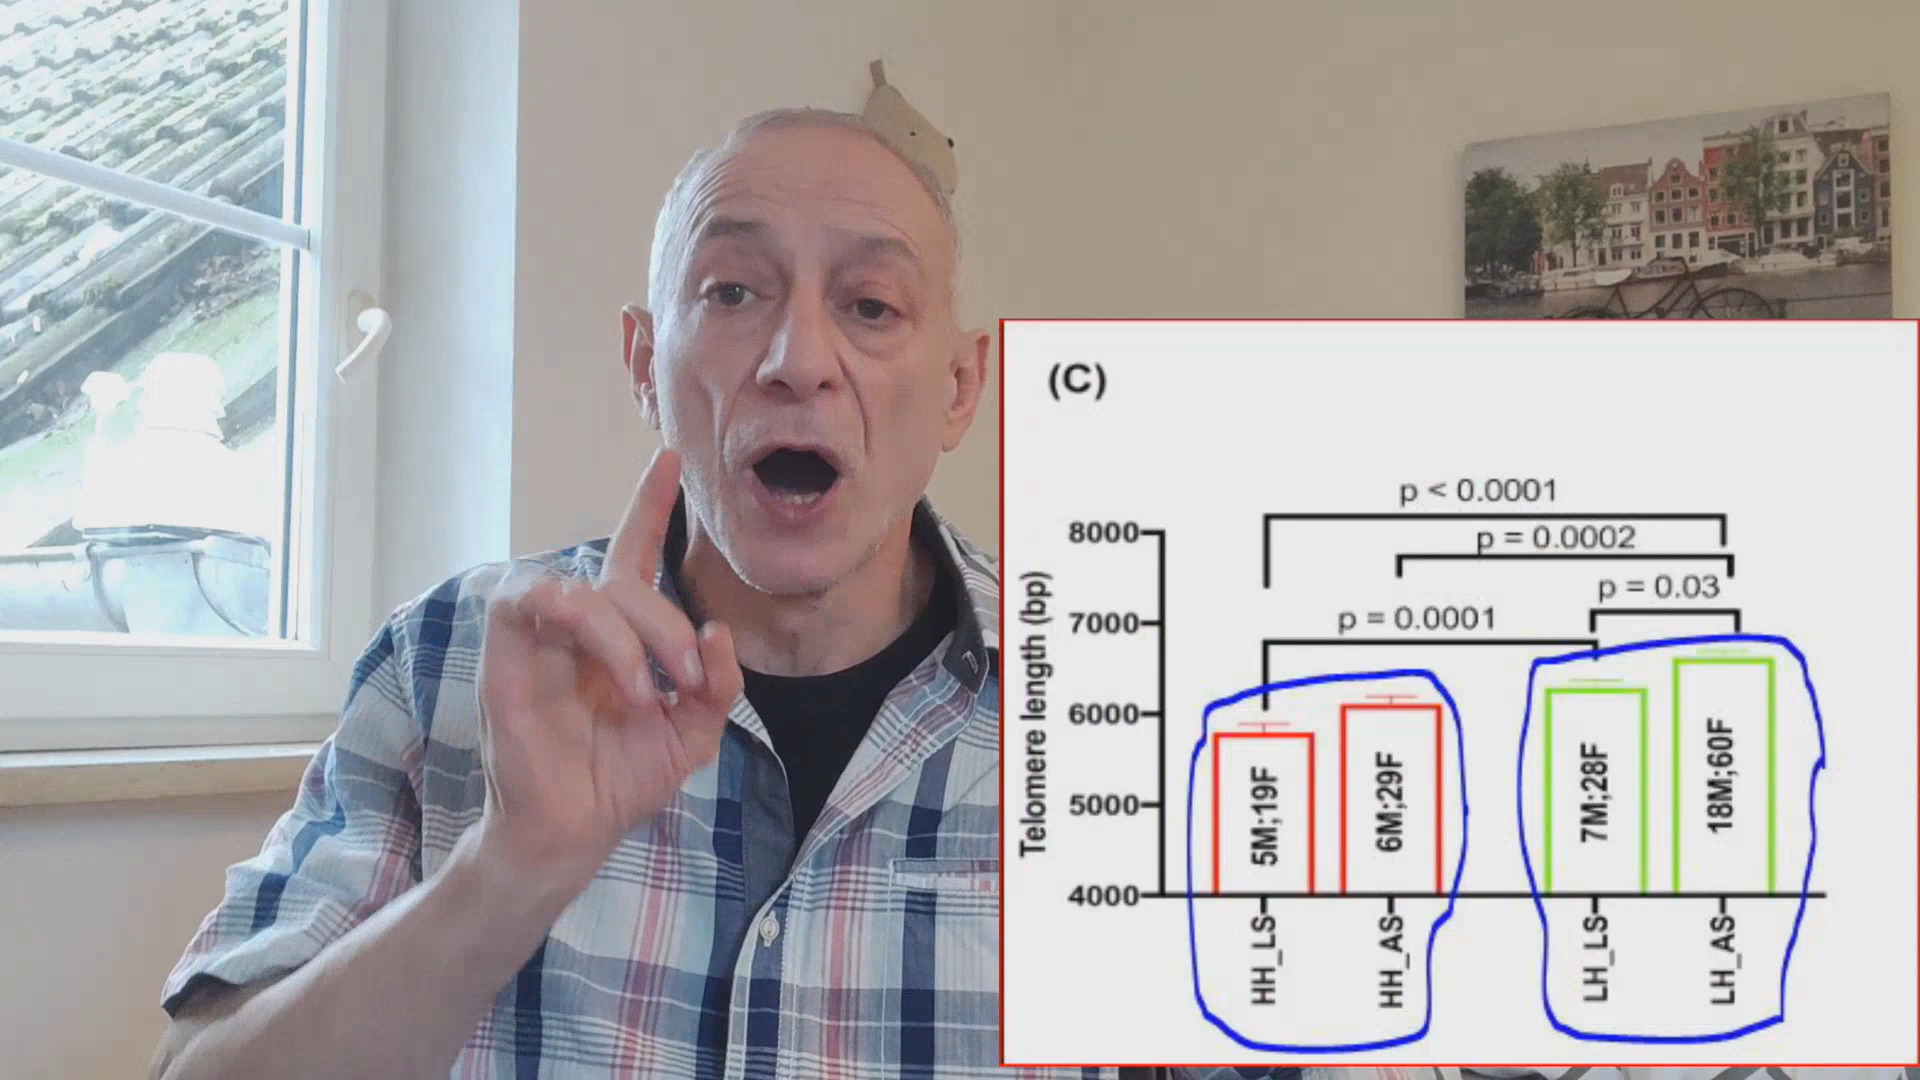 (C)
p < 0.0001
p = 0.0002
p = 0.03
p = 0.0001
Telomere length (bp)
8000
7000
6000
5000
4000
5M;19F
6M;29F
7M;28F
18M;60F
HH_LS
HH_AS
LH_LS
LH_AS